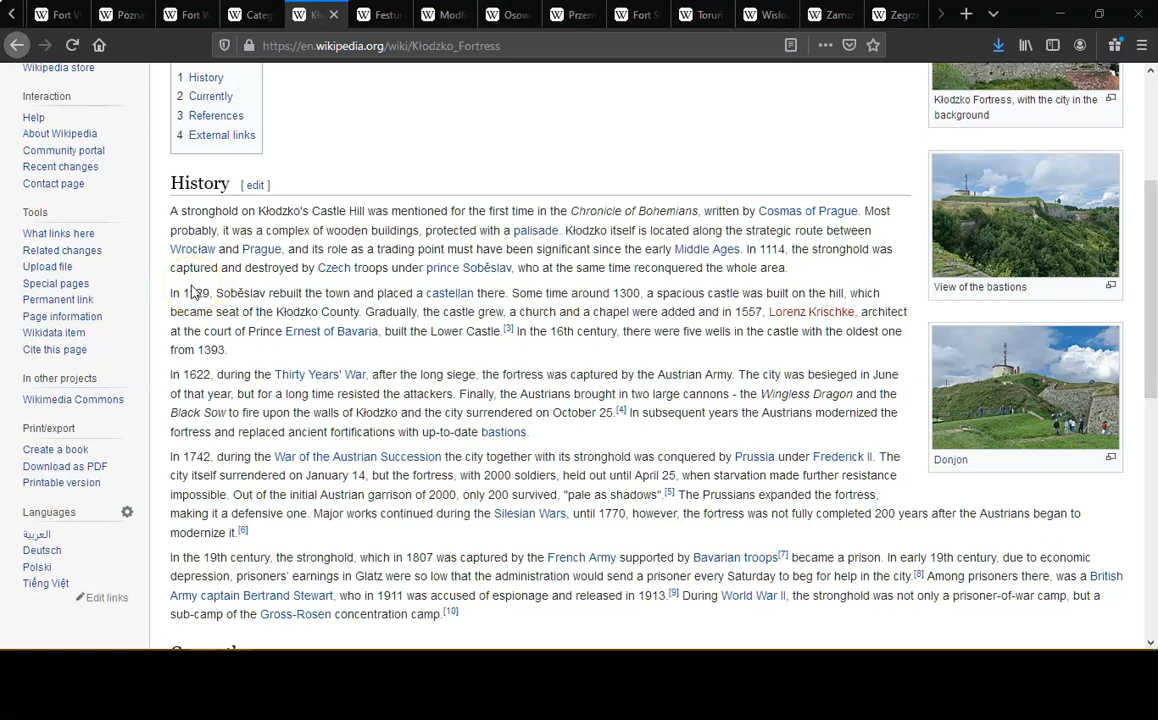 Fort V
Pozna
Fort W
Categ
Kł
Festur
Modli
Osow
Przem
Fort S
Toruń
Wisło
Zamo
Zegrz
https://en.wikipedia.org/wiki/Kłodzko_Fortress
Wikipedia store
Interaction
Help
About Wikipedia
Community portal
Recent changes
Contact page
Tools
What links here
Related changes
Upload file
Special pages
Permanent link
Page information
Wikidata item
Cite this page
In other projects
Wikimedia Commons
Print/export
Create a book
Download as PDF
Printable version
Languages
العربية
Deutsch
Polski
Tiếng Việt
Edit links
1 History
2 Currently
3 References
4 External links
History [ edit ]
A stronghold on Kłodzko's Castle Hill was mentioned for the first time in the Chronicle of Bohemians, written by Cosmas of Prague. Most
probably, it was a complex of wooden buildings, protected with a palisade. Kłodzko itself is located along the strategic route between
Wrocław and Prague, and its role as a trading point must have been significant since the early Middle Ages. In 1114, the stronghold was
captured and destroyed by Czech troops under prince Soběslav, who at the same time reconquered the whole area.
In 1129, Soběslav rebuilt the town and placed a castellan there. Some time around 1300, a spacious castle was built on the hill, which
became seat of the Kłodzko County. Gradually, the castle grew, a church and a chapel were added and in 1557, Lorenz Krischke, architect
at the court of Prince Ernest of Bavaria, built the Lower Castle.[3] In the 16th century, there were five wells in the castle with the oldest one
from 1393.
In 1622, during the Thirty Years' War, after the long siege, the fortress was captured by the Austrian Army. The city was besieged in June
of that year, but for a long time resisted the attackers. Finally, the Austrians brought in two large cannons - the Wingless Dragon and the
Black Sow to fire upon the walls of Kłodzko and the city surrendered on October 25.[4] In subsequent years the Austrians modernized the
fortress and replaced ancient fortifications with up-to-date bastions.
In 1742, during the War of the Austrian Succession the city together with its stronghold was conquered by Prussia under Frederick II. The
city itself surrendered on January 14, but the fortress, with 2000 soldiers, held out until April 25, when starvation made further resistance
impossible. Out of the initial Austrian garrison of 2000, only 200 survived, "pale as shadows".[5] The Prussians expanded the fortress,
making it a defensive one. Major works continued during the Silesian Wars, until 1770, however, the fortress was not fully completed 200 years after the Austrians began to
modernize it.[6]
In the 19th century, the stronghold, which in 1807 was captured by the French Army supported by Bavarian troops[7] became a prison. In early 19th century, due to economic
depression, prisoners' earnings in Glatz were so low that the administration would send a prisoner every Saturday to beg for help in the city.[8] Among prisoners there, was a British
Army captain Bertrand Stewart, who in 1911 was accused of espionage and released in 1913.[9] During World War II, the stronghold was not only a prisoner-of-war camp, but a
sub-camp of the Gross-Rosen concentration camp.[10]
Kłodzko Fortress, with the city in the
background
View of the bastions
Donjon